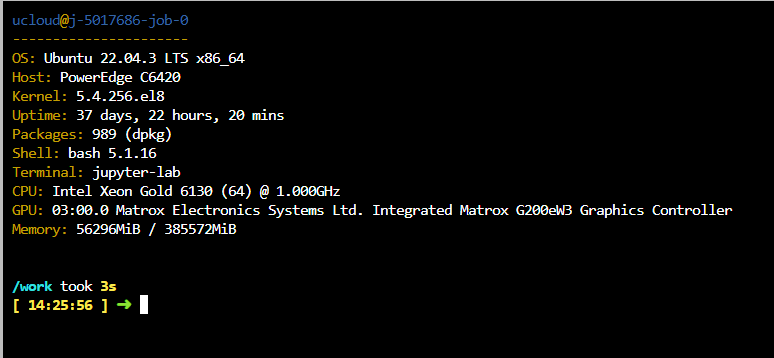 ucloud@j-5017686-job-0
----------------------
OS: Ubuntu 22.04.3 LTS x86_64
Host: PowerEdge C6420
Kernel: 5.4.256.el8
Uptime: 37 days, 22 hours, 20 mins
Packages: 989 (dpkg)
Shell: bash 5.1.16
Terminal: jupyter-lab
CPU: Intel Xeon Gold 6130 (64) @ 1.000GHz
GPU: 03:00.0 Matrox Electronics Systems Ltd. Integrated Matrox G200eW3 Graphics Controller
Memory: 56296MiB / 385572MiB
/work took 3s
[ 14:25:56 ] ➜